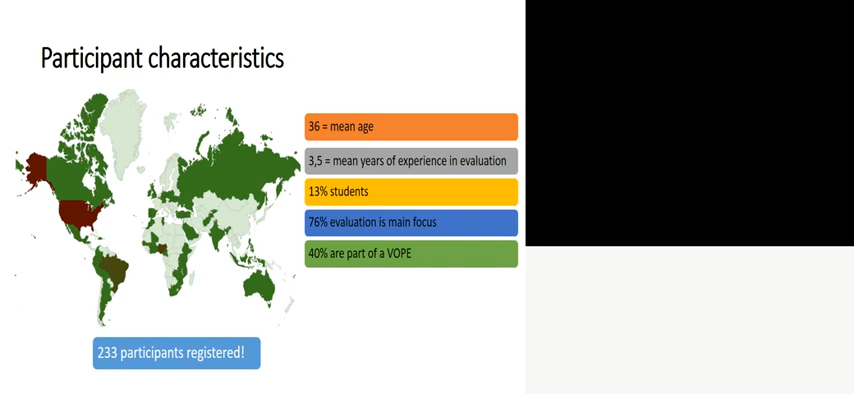 Participant characteristics
36 = mean age
3,5 = mean years of experience in evaluation
13% students
76% evaluation is main focus
40% are part of a VOPE
233 participants registered!